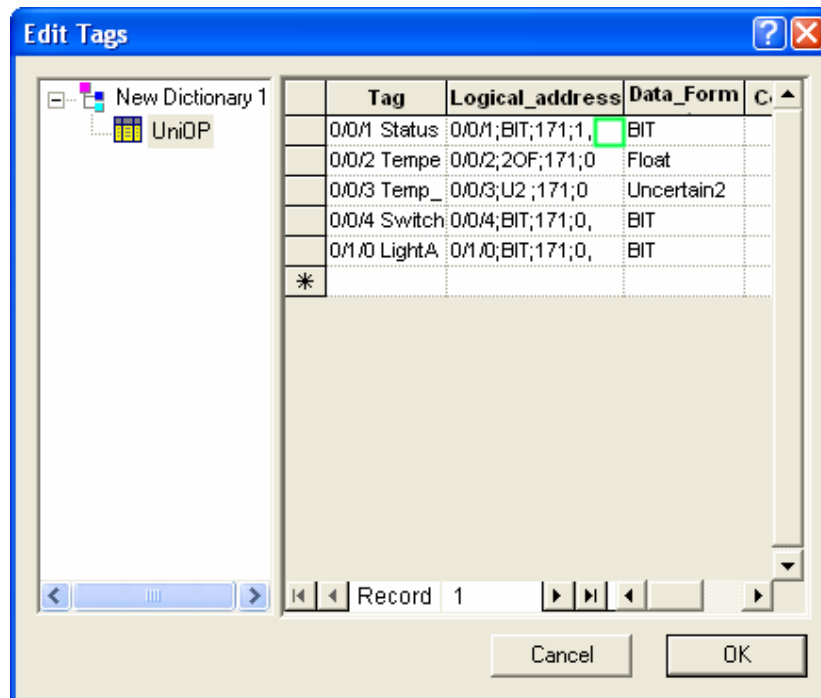 Edit Tags
New Dictionary 1
UniOP
Tag Logical_address Data_Form
0/0/1 Status 0/0/1;BIT;171;1, BIT
0/0/2 Tempe 0/0/2;2OF;171;0 Float
0/0/3 Temp_ 0/0/3;U2 ;171;0 Uncertain2
0/0/4 Switch 0/0/4;BIT;171;0, BIT
0/1/0 LightA 0/1/0;BIT;171;0, BIT
Record 1
Cancel OK